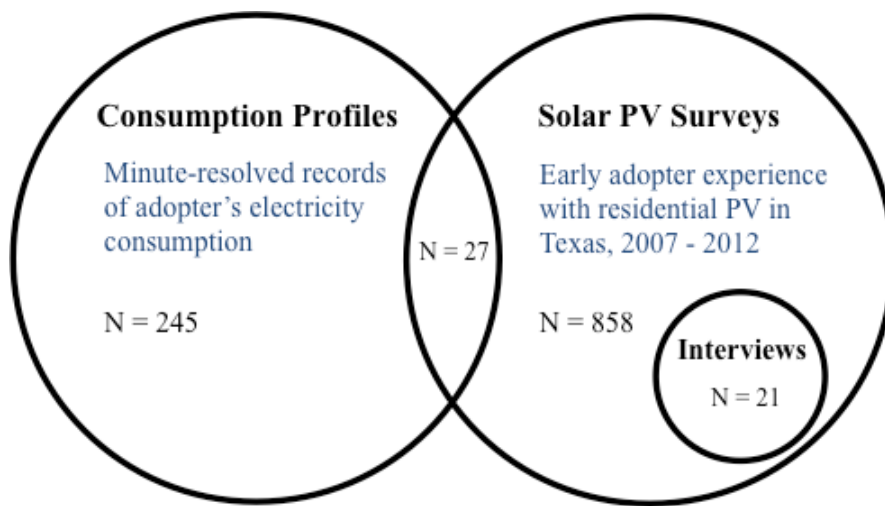 Consumption Profiles
Minute-resolved records
of adopter's electricity
consumption
N = 245
N = 27
Solar PV Surveys
Early adopter experience
with residential PV in
Texas, 2007 - 2012
N = 858
Interviews
N = 21